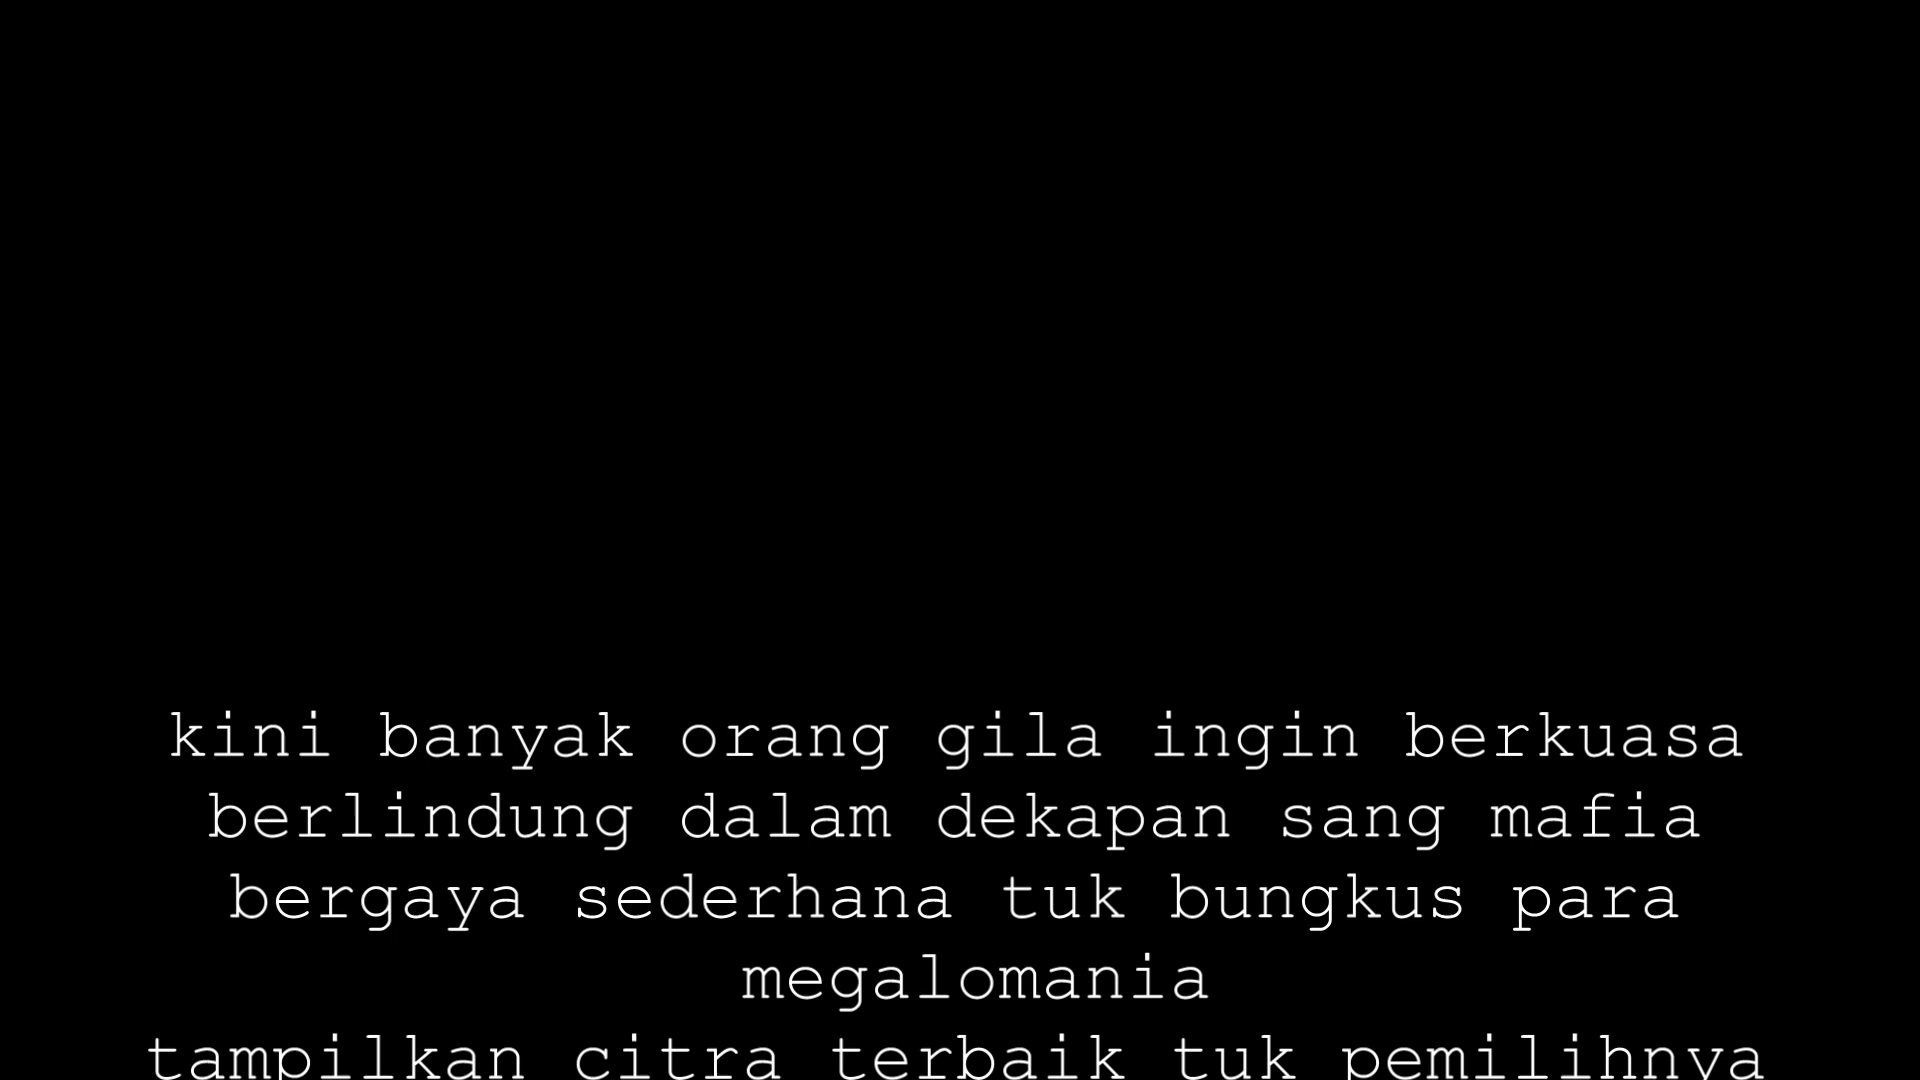 kini banyak orang gila ingin berkuasa
berlindung dalam dekapan sang mafia
bergaya sederhana tuk bungkus para
megalomania
tampilkan citra terbaik tuk pemilihnya